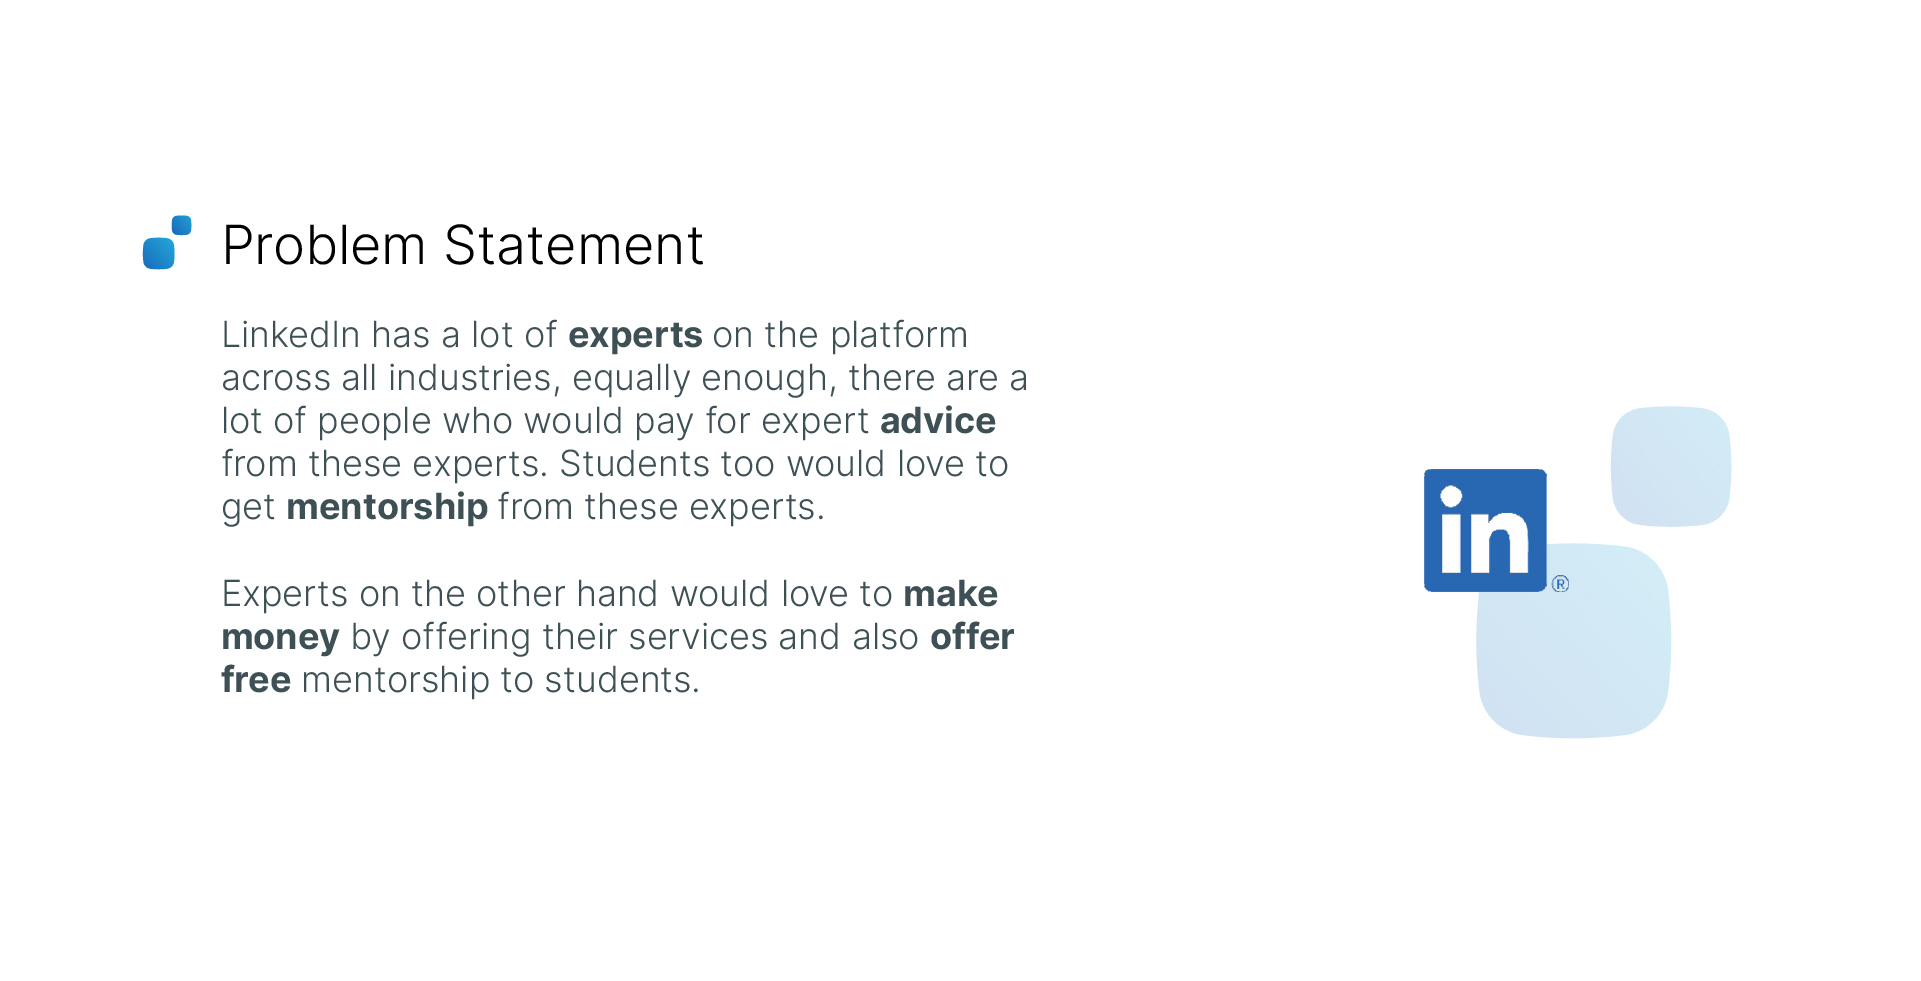 Problem Statement
LinkedIn has a lot of experts on the platform
across all industries, equally enough, there are a
lot of people who would pay for expert advice
from these experts. Students too would love to
get mentorship from these experts.
Experts on the other hand would love to make
money by offering their services and also offer
free mentorship to students.
in
®